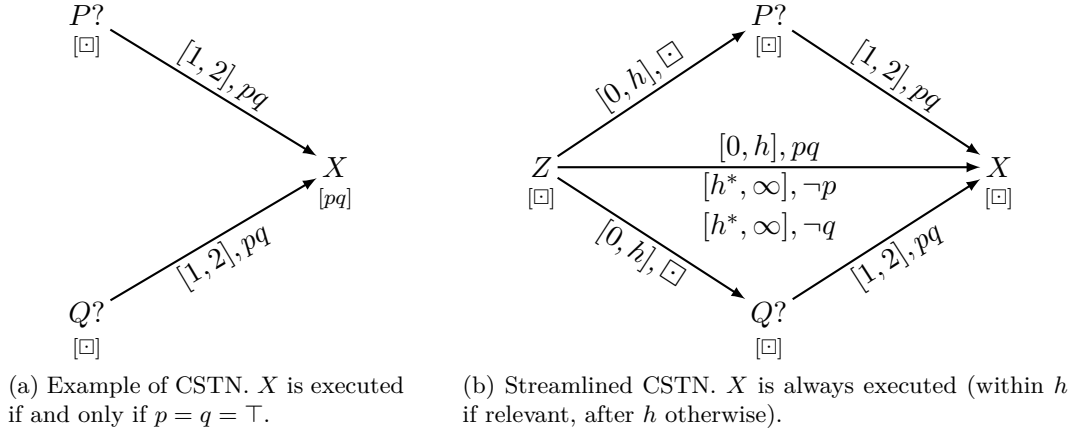 P?
[⊡]
[1, 2], pq
X
[pq]
[1, 2], pq
Q?
[⊡]
(a) Example of CSTN. X is executed
if and only if p = q = ⊤.
P?
[⊡]
[0, h], ⊡
[1, 2], pq
Z
[⊡]
[0, h], pq
[h*, ∞], ¬p
[h*, ∞], ¬q
X
[⊡]
[0, h], ⊡
[1, 2], pq
Q?
[⊡]
(b) Streamlined CSTN. X is always executed (within h
if relevant, after h otherwise).